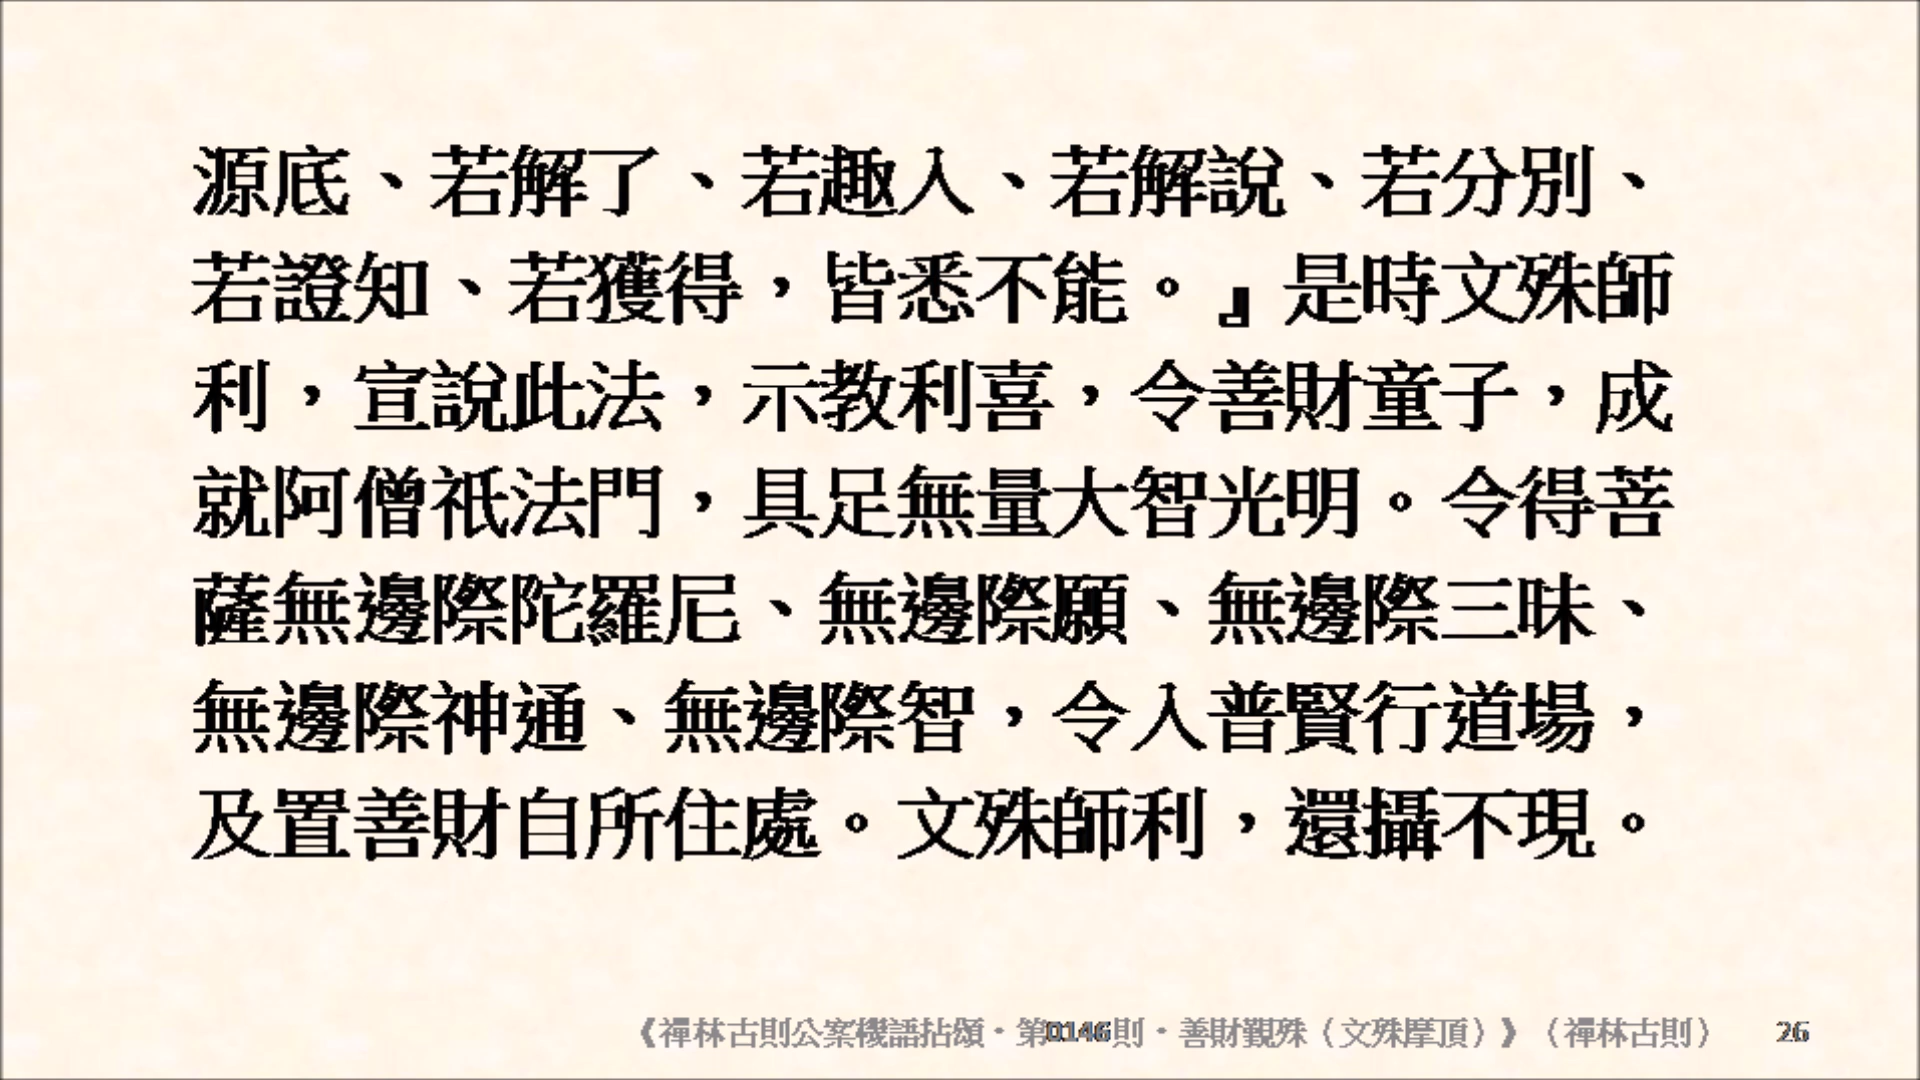 源底、若解了、若趣入、若解說、若分別、
若證知、若獲得，皆悉不能。』是時文殊師
利，宣說此法，示教利喜，令善財童子，成
就阿僧祇法門，具足無量大智光明。令得菩
薩無邊際陀羅尼、無邊際願、無邊際三昧、
無邊際神通、無邊際智，令入普賢行道場，
及置善財自所住處。文殊師利，還攝不現。
《禪林古則公案機語拈頌・第0146則・善財觀殊（文殊摩頂）》（禪林古則） 26